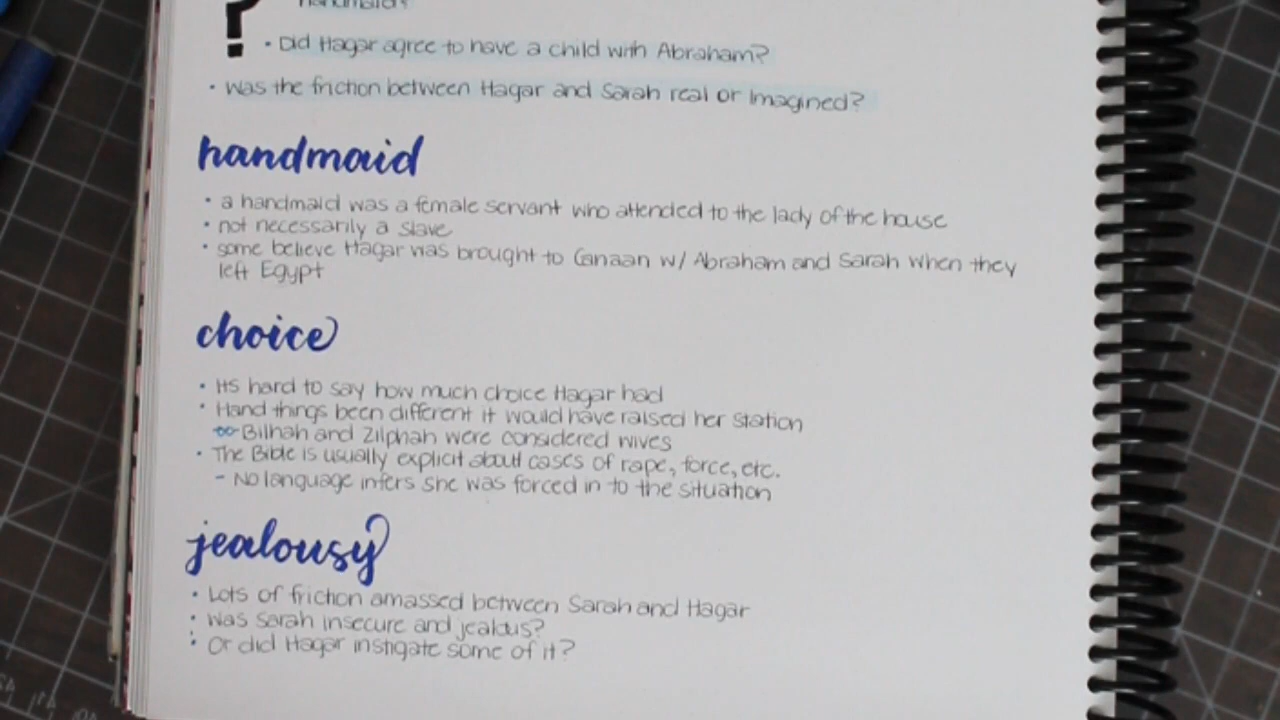 handmaid?
?
• Did Hagar agree to have a child with Abraham?
• Was the friction between Hagar and Sarah real or imagined?
handmaid
• a handmaid was a female servant who attended to the lady of the house
• not necessarily a slave
• some believe Hagar was brought to Canaan w/ Abraham and Sarah when they
left Egypt
choice
• Its hard to say how much choice Hagar had
• Hand things been different it would have raised her station
Bilhah and Zilphah were considered wives
• The Bible is usually explicit about cases of rape, force, etc.
- No language infers she was forced in to the situation
jealousy
• Lots of friction amassed between Sarah and Hagar
• Was Sarah insecure and jealous?
• Or did Hagar instigate some of it?